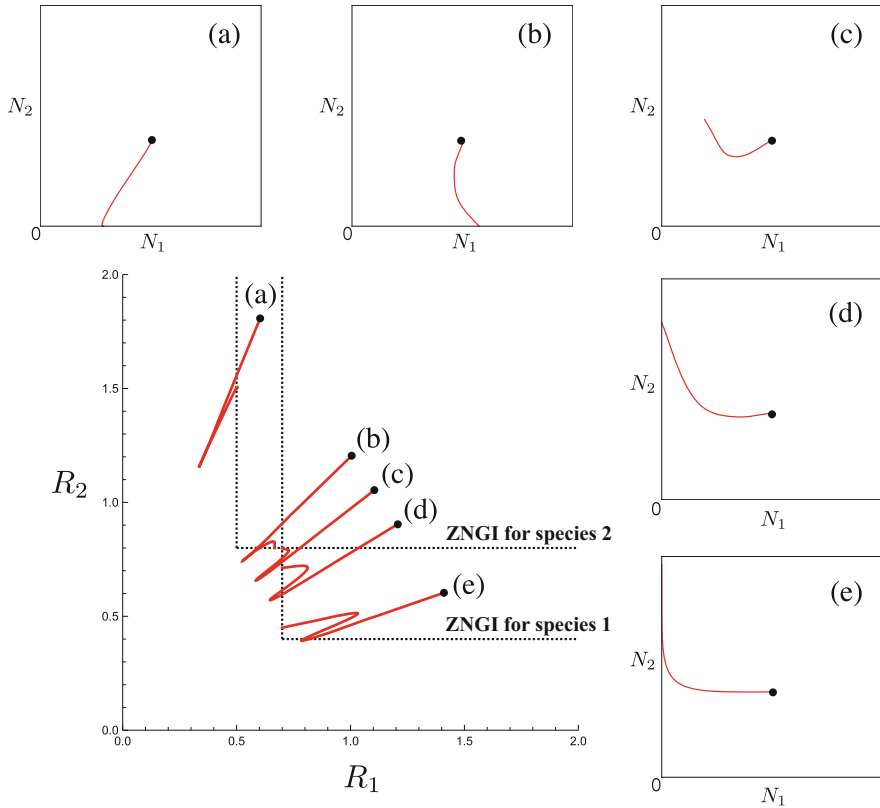 (a)
N₂
0
N₁
(b)
N₂
0
N₁
(c)
N₂
0
N₁
2.0
1.5
1.0
0.5
0.0
R₂
(a)
(b)
(c)
(d)
(e)
ZNGI for species 2
ZNGI for species 1
0.0 0.5 1.0 1.5 2.0
R₁
(d)
N₂
0
N₁
(e)
N₂
0
N₁